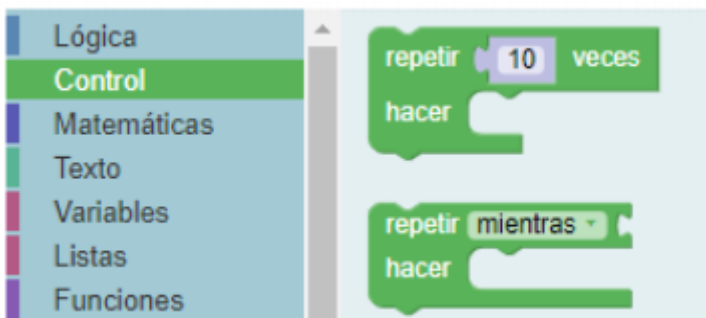 Lógica
Control
Matemáticas
Texto
Variables
Listas
Funciones
repetir 10 veces
hacer
repetir mientras
hacer